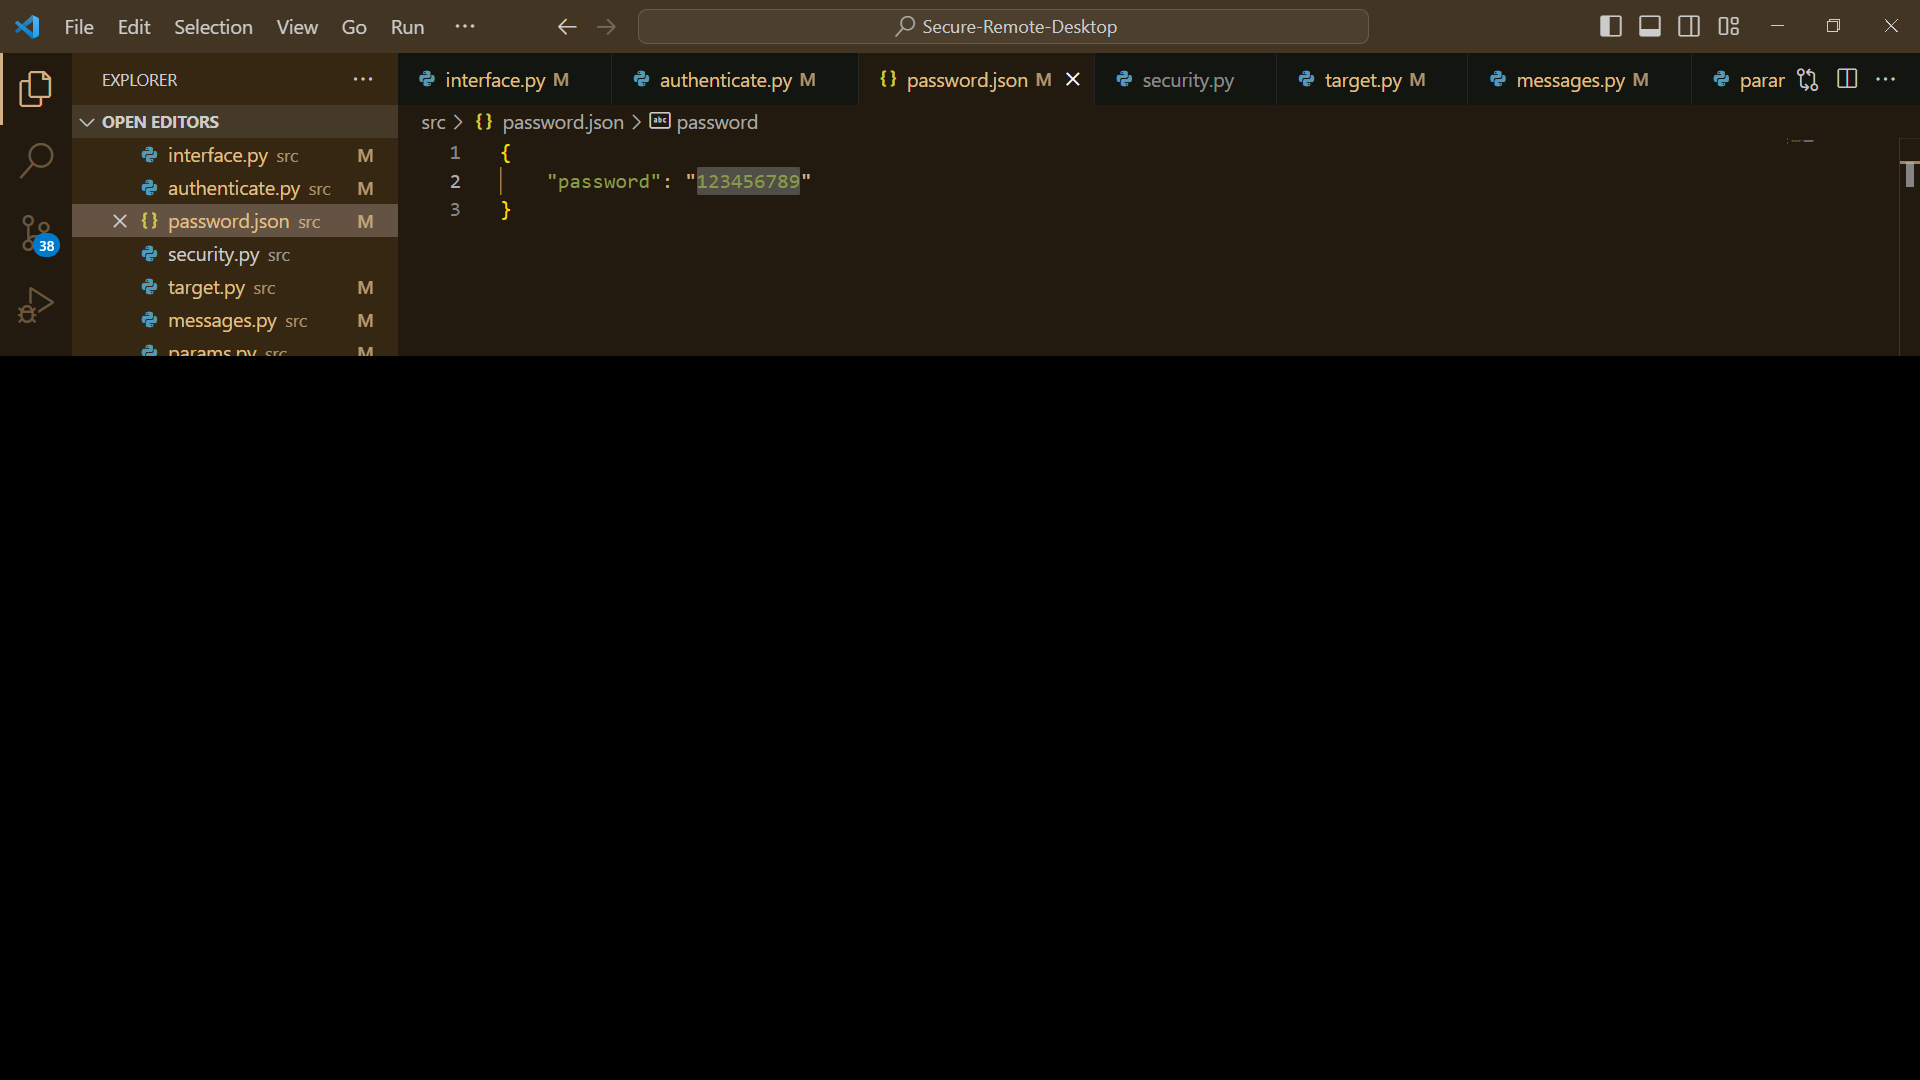 File Edit Selection View Go Run ··· Secure-Remote-Desktop
EXPLORER ···
interface.py M authenticate.py M password.json M security.py target.py M messages.py M parar ···
OPEN EDITORS
interface.py src M
authenticate.py src M
password.json src M
security.py src
target.py src M
messages.py src M
params.py src M
38
src > {} password.json > abc password
1 {
2 "password": "123456789"
3 }